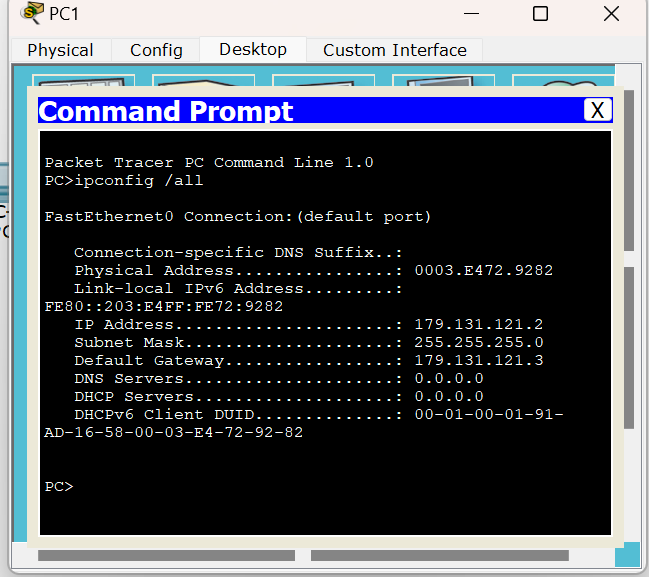 PC1
Physical Config Desktop Custom Interface
Command Prompt X
Packet Tracer PC Command Line 1.0
PC>ipconfig /all
FastEthernet0 Connection:(default port)
Connection-specific DNS Suffix..:
Physical Address................: 0003.E472.9282
Link-local IPv6 Address.........:
FE80::203:E4FF:FE72:9282
IP Address......................: 179.131.121.2
Subnet Mask.....................: 255.255.255.0
Default Gateway.................: 179.131.121.3
DNS Servers.....................: 0.0.0.0
DHCP Servers....................: 0.0.0.0
DHCPv6 Client DUID..............: 00-01-00-01-91-
AD-16-58-00-03-E4-72-92-82
PC>